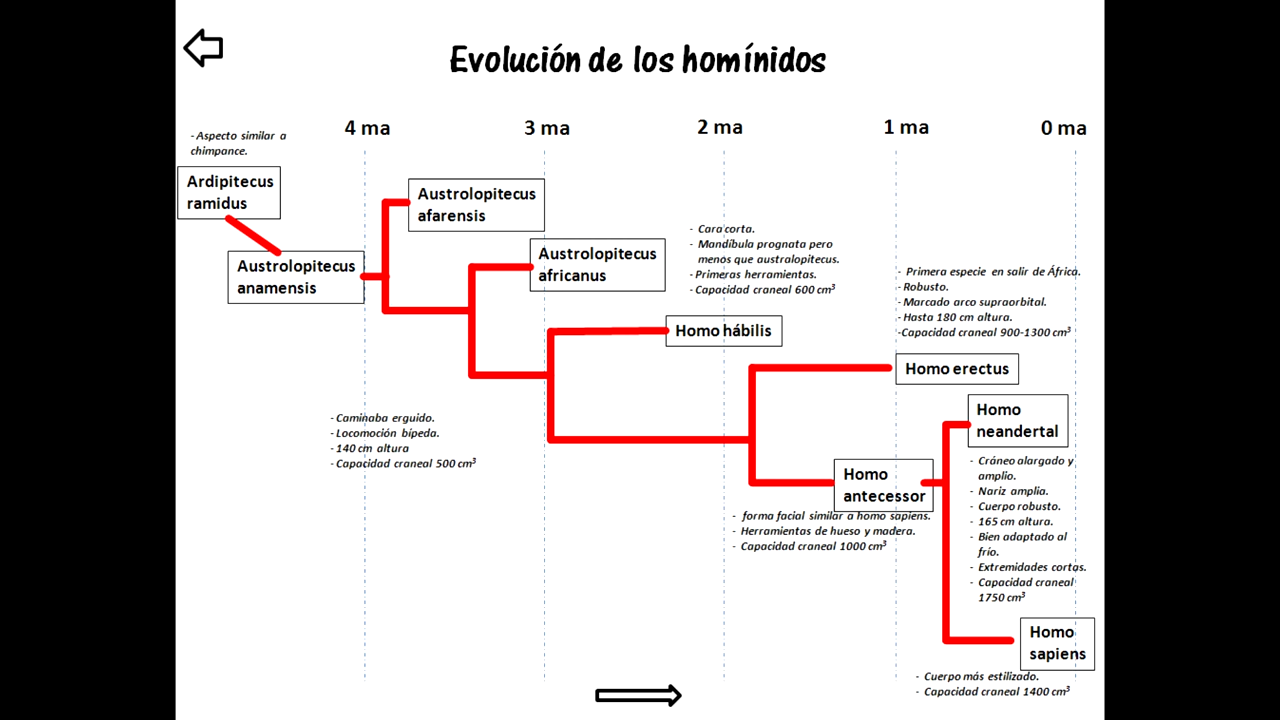 Evolución de los homínidos
4 ma
3 ma
2 ma
1 ma
0 ma
- Aspecto similar a
chimpance.
Ardipitecus
ramidus
Austrolopitecus
anamensis
Austrolopitecus
afarensis
Austrolopitecus
africanus
- Cara corta.
- Mandíbula prognata pero
menos que australopitecus.
- Primeras herramientas.
- Capacidad craneal 600 cm³
Homo hábilis
- Primera especie en salir de África.
- Robusto.
- Marcado arco supraorbital.
- Hasta 180 cm altura.
-Capacidad craneal 900-1300 cm³
Homo erectus
- Caminaba erguido.
- Locomoción bípeda.
- 140 cm altura
- Capacidad craneal 500 cm³
Homo
neandertal
- Cráneo alargado y
amplio.
- Nariz amplia.
- Cuerpo robusto.
- 165 cm altura.
- Bien adaptado al
frío.
- Extremidades cortas.
- Capacidad craneal
1750 cm³
Homo
antecessor
- forma facial similar a homo sapiens.
- Herramientas de hueso y madera.
- Capacidad craneal 1000 cm³
Homo
sapiens
- Cuerpo más estilizado.
- Capacidad craneal 1400 cm³